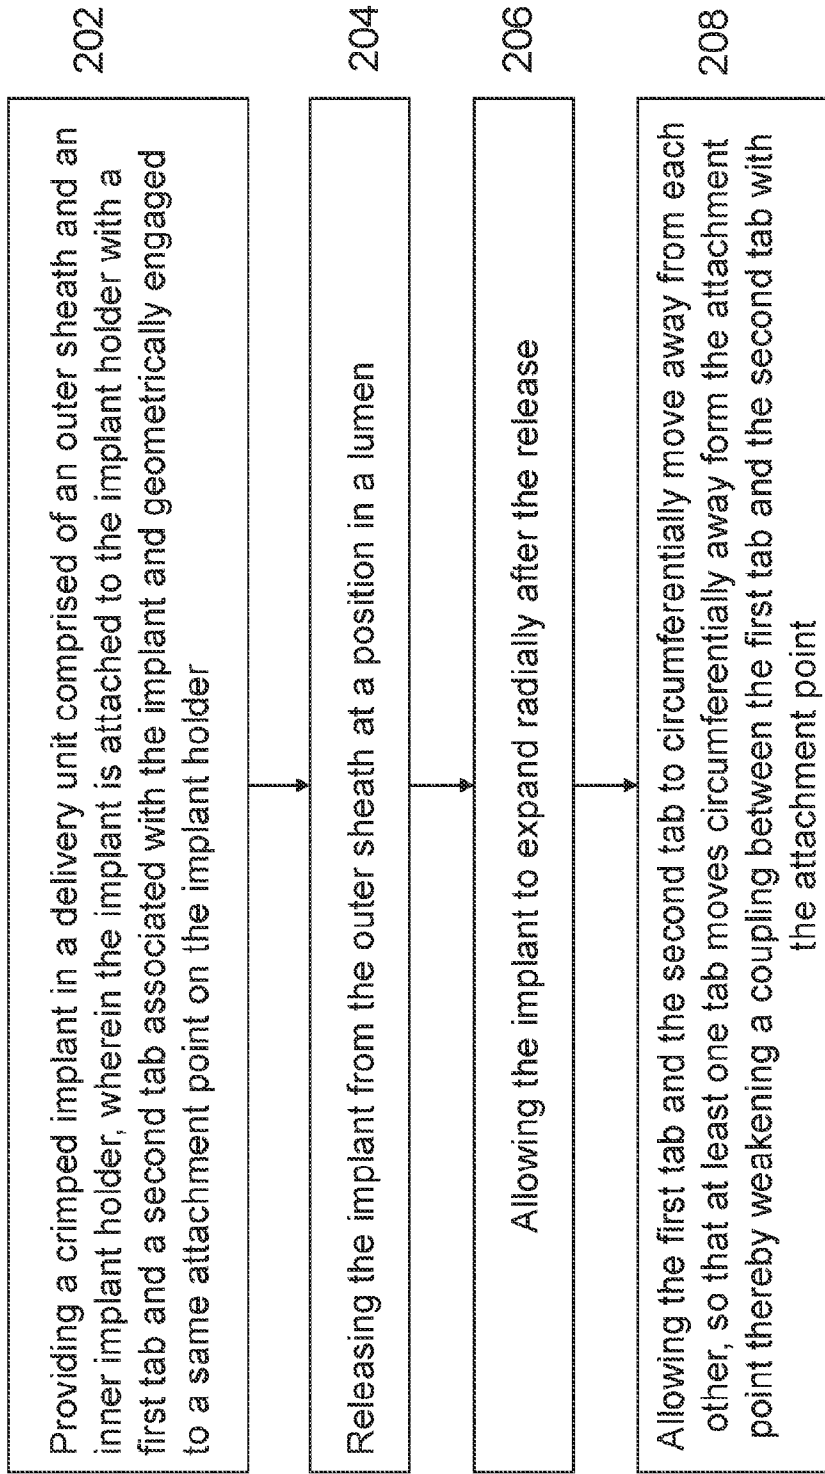 Providing a crimped implant in a delivery unit comprised of an outer sheath and an
inner implant holder, wherein the implant is attached to the implant holder with a
first tab and a second tab associated with the implant and geometrically engaged
to a same attachment point on the implant holder
202
Releasing the implant from the outer sheath at a position in a lumen
204
Allowing the implant to expand radially after the release
206
Allowing the first tab and the second tab to circumferentially move away from each
other, so that at least one tab moves circumferentially away form the attachment
point thereby weakening a coupling between the first tab and the second tab with
the attachment point
208